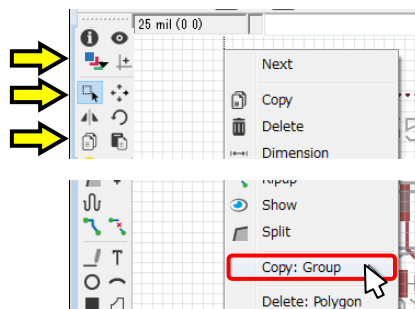 25 mil (0 0)
Next
Copy
Delete
Dimension
Ripup
Show
Split
Copy: Group
Delete: Polygon